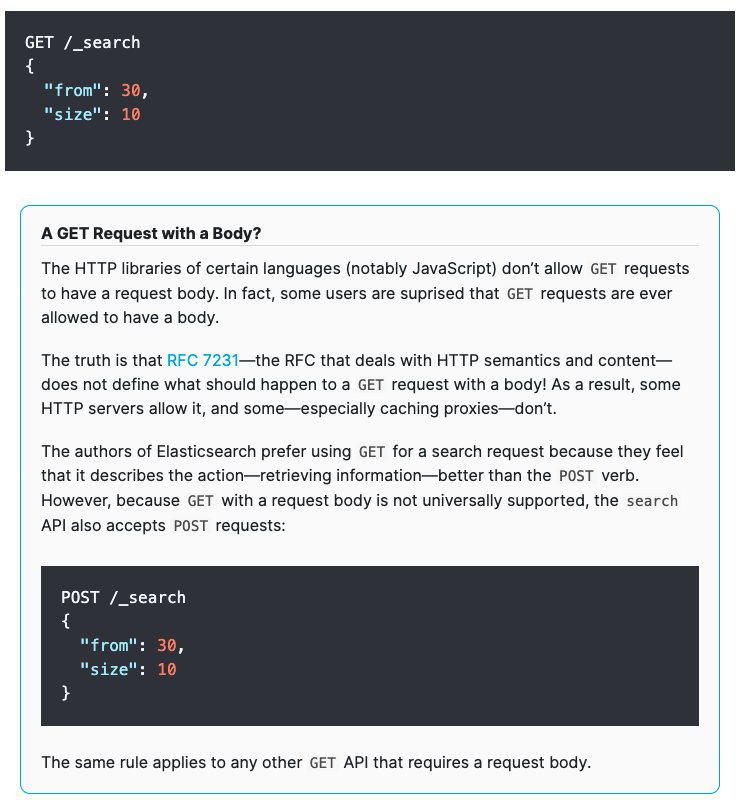 GET /_search
{
  "from": 30,
  "size": 10
}
A GET Request with a Body?
The HTTP libraries of certain languages (notably JavaScript) don’t allow GET requests
to have a request body. In fact, some users are suprised that GET requests are ever
allowed to have a body.
The truth is that RFC 7231—the RFC that deals with HTTP semantics and content—
does not define what should happen to a GET request with a body! As a result, some
HTTP servers allow it, and some—especially caching proxies—don’t.
The authors of Elasticsearch prefer using GET for a search request because they feel
that it describes the action—retrieving information—better than the POST verb.
However, because GET with a request body is not universally supported, the search
API also accepts POST requests:
POST /_search
{
  "from": 30,
  "size": 10
}
The same rule applies to any other GET API that requires a request body.